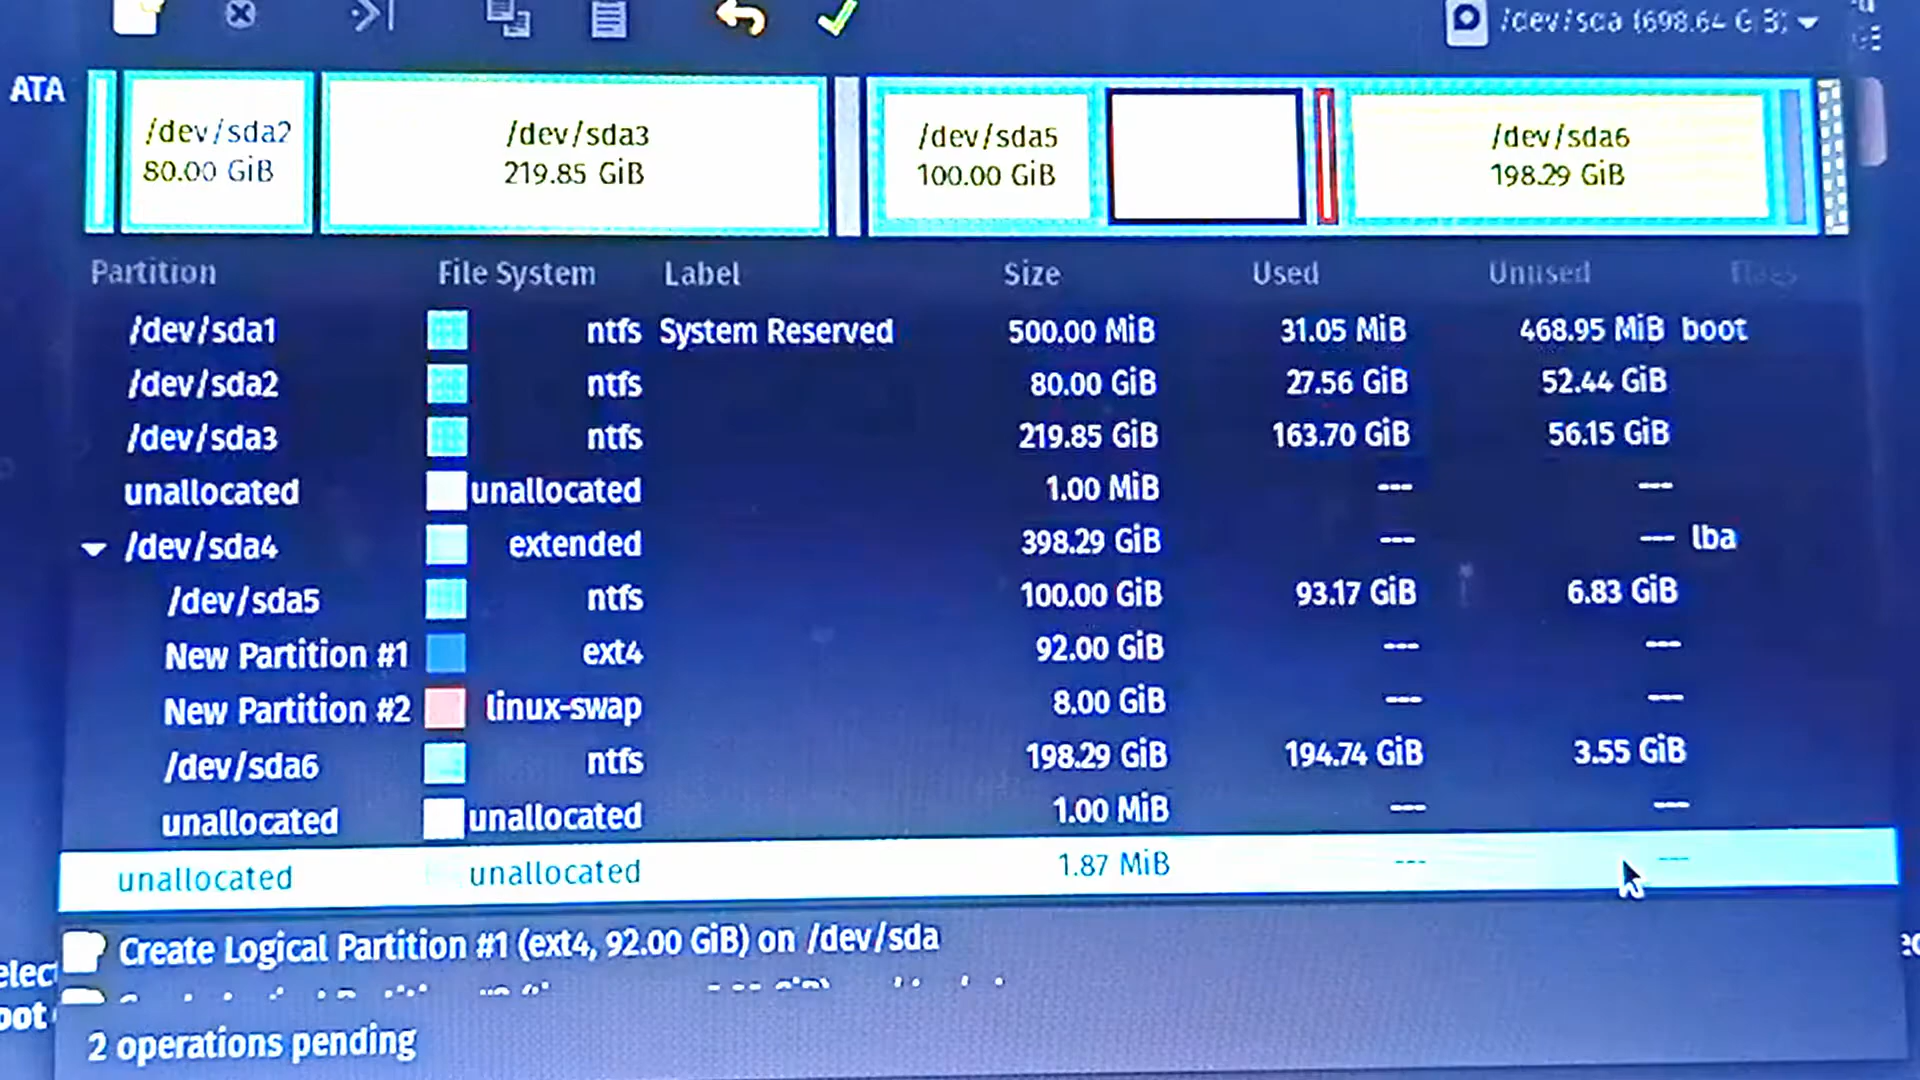 /dev/sda (698.64 GiB)
ATA
/dev/sda2
80.00 GiB
/dev/sda3
219.85 GiB
/dev/sda5
100.00 GiB
/dev/sda6
198.29 GiB
Partition File System Label Size Used Unused Flags
/dev/sda1 ntfs System Reserved 500.00 MiB 31.05 MiB 468.95 MiB boot
/dev/sda2 ntfs 80.00 GiB 27.56 GiB 52.44 GiB
/dev/sda3 ntfs 219.85 GiB 163.70 GiB 56.15 GiB
unallocated unallocated 1.00 MiB --- ---
/dev/sda4 extended 398.29 GiB --- --- lba
/dev/sda5 ntfs 100.00 GiB 93.17 GiB 6.83 GiB
New Partition #1 ext4 92.00 GiB --- ---
New Partition #2 linux-swap 8.00 GiB --- ---
/dev/sda6 ntfs 198.29 GiB 194.74 GiB 3.55 GiB
unallocated unallocated 1.00 MiB --- ---
unallocated unallocated 1.87 MiB --- ---
Create Logical Partition #1 (ext4, 92.00 GiB) on /dev/sda
2 operations pending